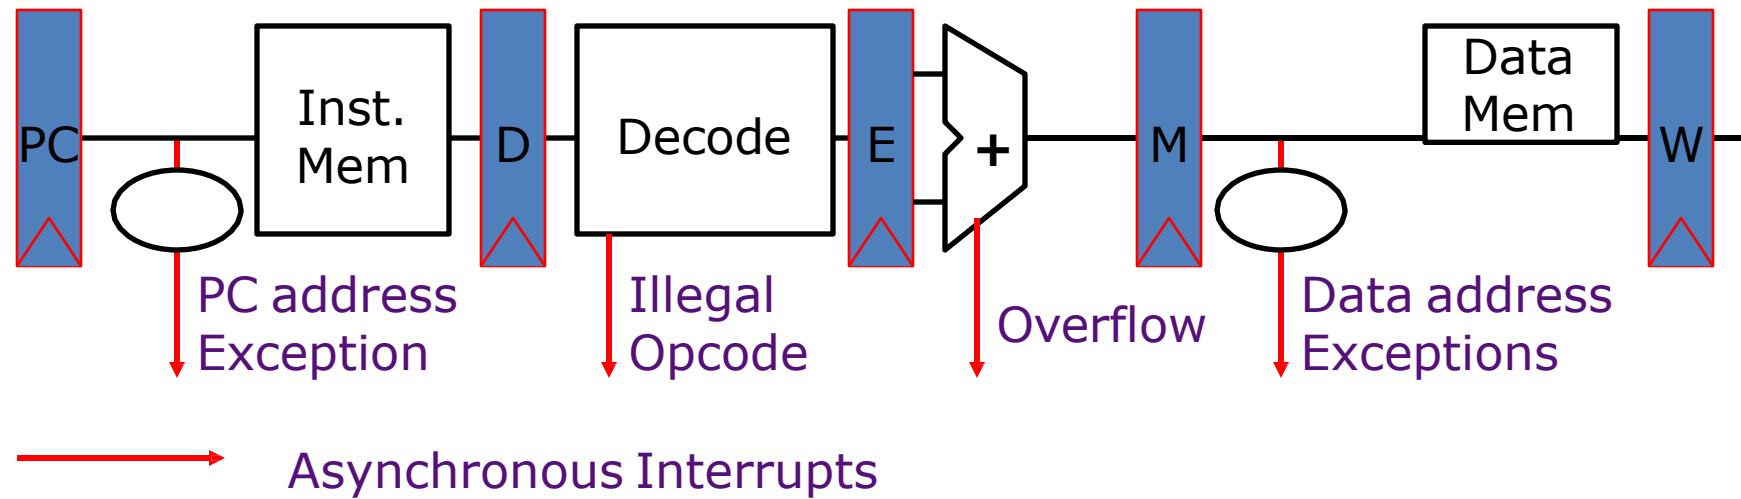 PC
Inst.
Mem
D
Decode
E
+
M
Data
Mem
W
PC address
Exception
Illegal
Opcode
Overflow
Data address
Exceptions
Asynchronous Interrupts